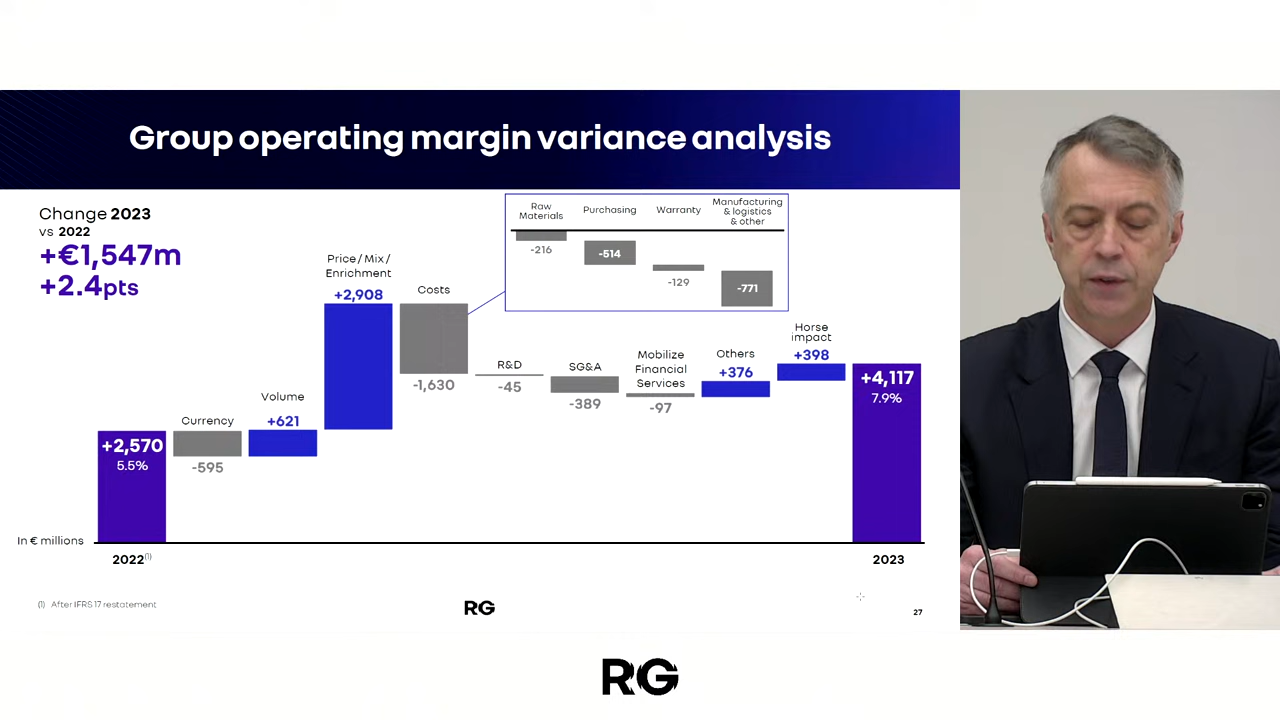 Group operating margin variance analysis
Change 2023
vs 2022
+€1,547m
+2.4pts
Raw
Materials
-216
Purchasing
-514
Warranty
-129
Manufacturing
& logistics
& other
-771
+2,570
5.5%
Currency
-595
Volume
+621
Price / Mix /
Enrichment
+2,908
Costs
-1,630
R&D
-45
SG&A
-389
Mobilize
Financial
Services
-97
Others
+376
Horse
impact
+398
+4,117
7.9%
In € millions
2022(1)
2023
(1) After IFRS 17 restatement
RG
27
RG